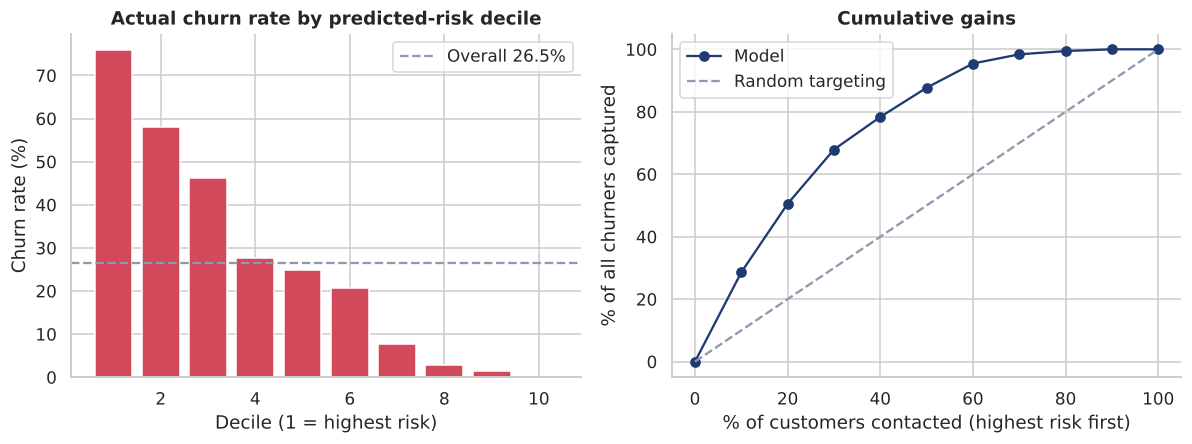 Actual churn rate by predicted-risk decile
Overall 26.5%
Churn rate (%)
70
60
50
40
30
20
10
0
2
4
6
8
10
Decile (1 = highest risk)
Cumulative gains
Model
Random targeting
% of all churners captured
100
80
60
40
20
0
0
20
40
60
80
100
% of customers contacted (highest risk first)